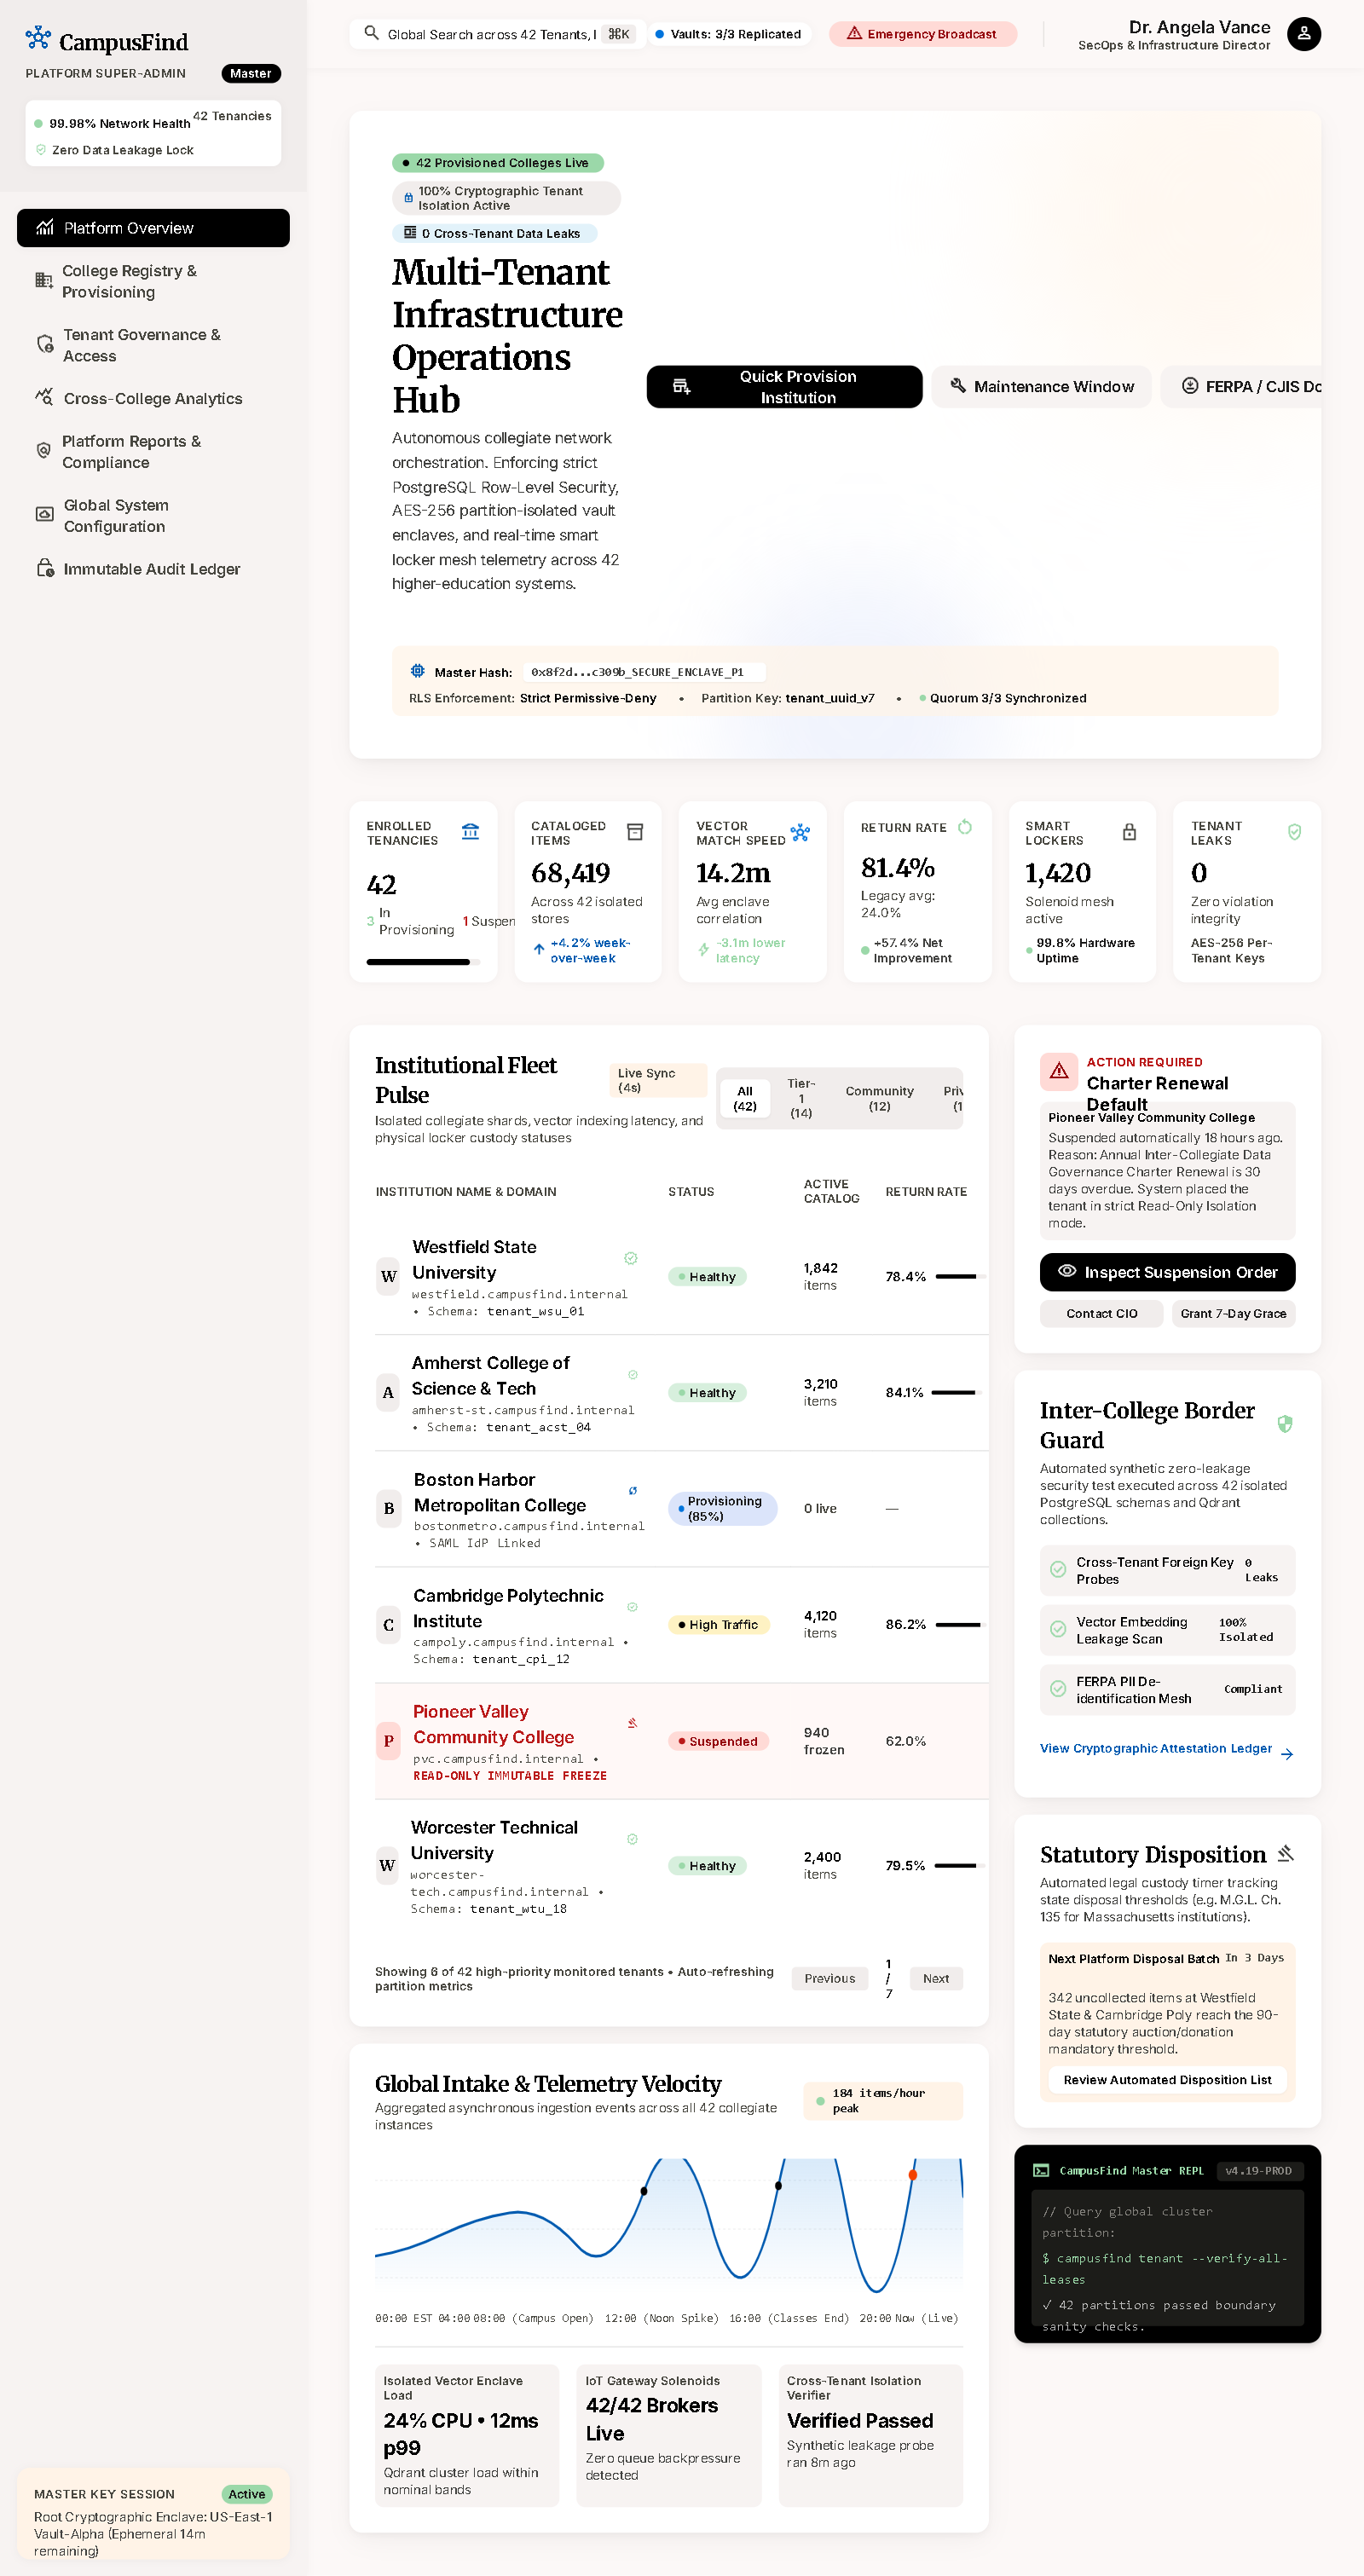 CampusFind
PLATFORM SUPER-ADMIN
Master
99.98% Network Health
42 Tenancies
Zero Data Leakage Lock
Platform Overview
College Registry &
Provisioning
Tenant Governance &
Access
Cross-College Analytics
Platform Reports &
Compliance
Global System
Configuration
Immutable Audit Ledger
MASTER KEY SESSION
Active
Root Cryptographic Enclave: US-East-1
Vault-Alpha (Ephemeral 14m
remaining)
Global Search across 42 Tenants, I
⌘K
Vaults: 3/3 Replicated
Emergency Broadcast
Dr. Angela Vance
SecOps & Infrastructure Director
42 Provisioned Colleges Live
100% Cryptographic Tenant
Isolation Active
0 Cross-Tenant Data Leaks
Multi-Tenant
Infrastructure
Operations
Hub
Autonomous collegiate network
orchestration. Enforcing strict
PostgreSQL Row-Level Security,
AES-256 partition-isolated vault
enclaves, and real-time smart
locker mesh telemetry across 42
higher-education systems.
Quick Provision
Institution
Maintenance Window
FERPA / CJIS Do
Master Hash:
0x8f2d...c309b_SECURE_ENCLAVE_P1
RLS Enforcement: Strict Permissive-Deny • Partition Key: tenant_uuid_v7 • Quorum 3/3 Synchronized
ENROLLED
TENANCIES
42
3 In
Provisioning
1 Suspen
CATALOGED
ITEMS
68,419
Across 42 isolated
stores
+4.2% week-
over-week
VECTOR
MATCH SPEED
14.2m
Avg enclave
correlation
-3.1m lower
latency
RETURN RATE
81.4%
Legacy avg:
24.0%
+57.4% Net
Improvement
SMART
LOCKERS
1,420
Solenoid mesh
active
99.8% Hardware
Uptime
TENANT
LEAKS
0
Zero violation
integrity
AES-256 Per-
Tenant Keys
Institutional Fleet
Pulse
Live Sync
(4s)
Isolated collegiate shards, vector indexing latency, and
physical locker custody statuses
All
(42)
Tier-
1
(14)
Community
(12)
Priv
(1
INSTITUTION NAME & DOMAIN
STATUS
ACTIVE
CATALOG
RETURN RATE
W
Westfield State
University
westfield.campusfind.internal
• Schema: tenant_wsu_01
Healthy
1,842
items
78.4%
A
Amherst College of
Science & Tech
amherst-st.campusfind.internal
• Schema: tenant_acst_04
Healthy
3,210
items
84.1%
B
Boston Harbor
Metropolitan College
bostonmetro.campusfind.internal
• SAML IdP Linked
Provisioning
(85%)
0 live
—
C
Cambridge Polytechnic
Institute
campoly.campusfind.internal •
Schema: tenant_cpi_12
High Traffic
4,120
items
86.2%
P
Pioneer Valley
Community College
pvc.campusfind.internal •
READ-ONLY IMMUTABLE FREEZE
Suspended
940
frozen
62.0%
W
Worcester Technical
University
worcester-
tech.campusfind.internal •
Schema: tenant_wtu_18
Healthy
2,400
items
79.5%
Showing 6 of 42 high-priority monitored tenants • Auto-refreshing
partition metrics
Previous
1
/
7
Next
Global Intake & Telemetry Velocity
Aggregated asynchronous ingestion events across all 42 collegiate
instances
184 items/hour
peak
00:00 EST 04:00 08:00 (Campus Open) 12:00 (Noon Spike) 16:00 (Classes End) 20:00 Now (Live)
Isolated Vector Enclave
Load
24% CPU • 12ms
p99
Qdrant cluster load within
nominal bands
IoT Gateway Solenoids
42/42 Brokers
Live
Zero queue backpressure
detected
Cross-Tenant Isolation
Verifier
Verified Passed
Synthetic leakage probe
ran 8m ago
ACTION REQUIRED
Charter Renewal
Default
Pioneer Valley Community College
Suspended automatically 18 hours ago.
Reason: Annual Inter-Collegiate Data
Governance Charter Renewal is 30
days overdue. System placed the
tenant in strict Read-Only Isolation
mode.
Inspect Suspension Order
Contact CIO
Grant 7-Day Grace
Inter-College Border
Guard
Automated synthetic zero-leakage
security test executed across 42 isolated
PostgreSQL schemas and Qdrant
collections.
Cross-Tenant Foreign Key
Probes
0
Leaks
Vector Embedding
Leakage Scan
100%
Isolated
FERPA PII De-
identification Mesh
Compliant
View Cryptographic Attestation Ledger
Statutory Disposition
Automated legal custody timer tracking
state disposal thresholds (e.g. M.G.L. Ch.
135 for Massachusetts institutions).
Next Platform Disposal Batch
In 3 Days
342 uncollected items at Westfield
State & Cambridge Poly reach the 90-
day statutory auction/donation
mandatory threshold.
Review Automated Disposition List
CampusFind Master REPL
v4.19-PROD
// Query global cluster
partition:
$ campusfind tenant --verify-all-
leases
✓ 42 partitions passed boundary
sanity checks.